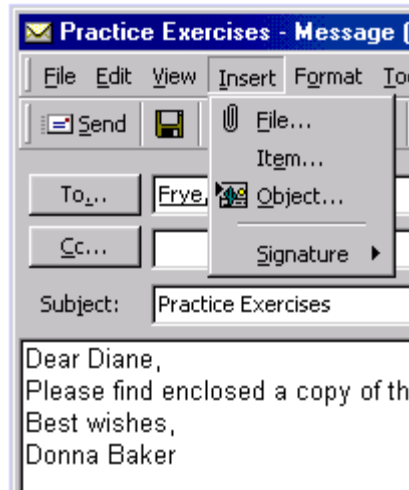 Practice Exercises - Message (
File Edit View Insert Format Too
Send
File...
Item...
Object...
Signature
To... Frye,
Cc...
Subject: Practice Exercises
Dear Diane,
Please find enclosed a copy of th
Best wishes,
Donna Baker